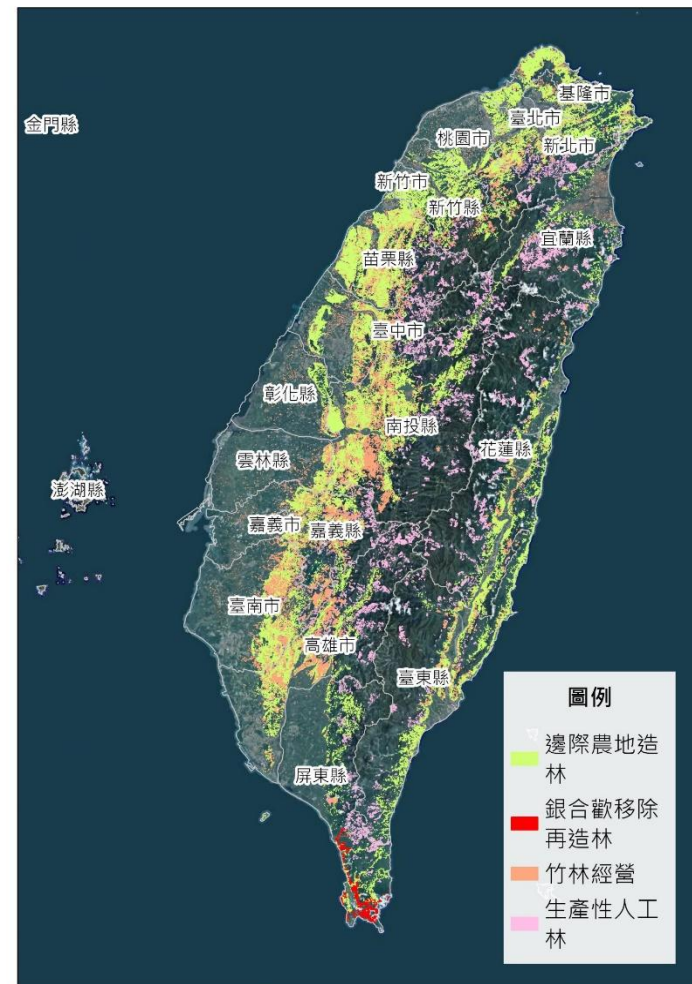 基隆市
金門縣
臺北市
桃園市
新北市
新竹市
新竹縣
宜蘭縣
苗栗縣
臺中市
彰化縣
南投縣
花蓮縣
雲林縣
澎湖縣
嘉義市
嘉義縣
臺南市
高雄市
臺東縣
屏東縣
圖例
邊際農地造
林
銀合歡移除
再造林
竹林經營
生產性人工
林